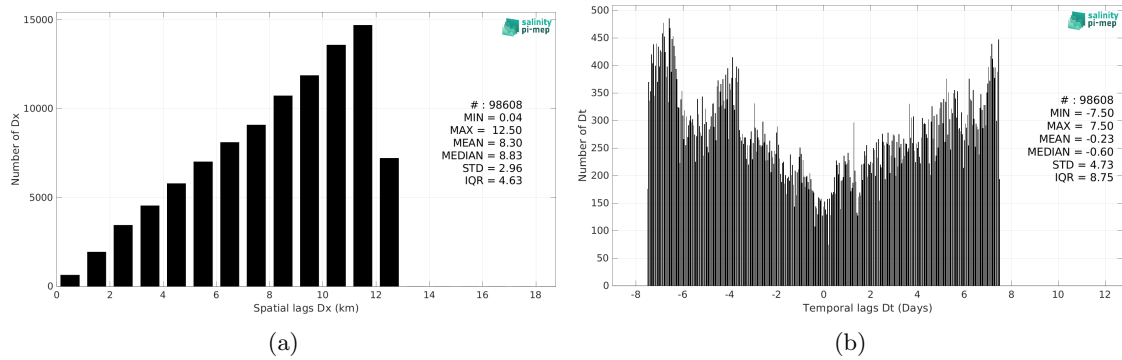 15000
10000
5000
0
Number of Dx
0 2 4 6 8 10 12 14 16 18
Spatial lags Dx (km)
salinity
pi-mep
# : 98608
MIN = 0.04
MAX = 12.50
MEAN = 8.30
MEDIAN = 8.83
STD = 2.96
IQR = 4.63
(a)
500
450
400
350
300
250
200
150
100
50
0
Number of Dt
-8 -6 -4 -2 0 2 4 6 8 10 12
Temporal lags Dt (Days)
salinity
pi-mep
# : 98608
MIN = -7.50
MAX = 7.50
MEAN = -0.23
MEDIAN = -0.60
STD = 4.73
IQR = 8.75
(b)